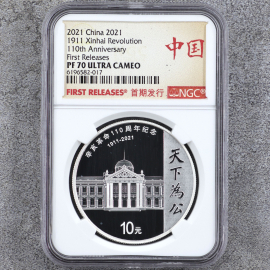 2021 China 2021
1911 Xinhai Revolution
110th Anniversary
First Releases
PF 70 ULTRA CAMEO
6196582-017
中国
FIRST RELEASES 首期发行
NGC
辛亥革命110周年纪念
1911-2021
天下為公
10元